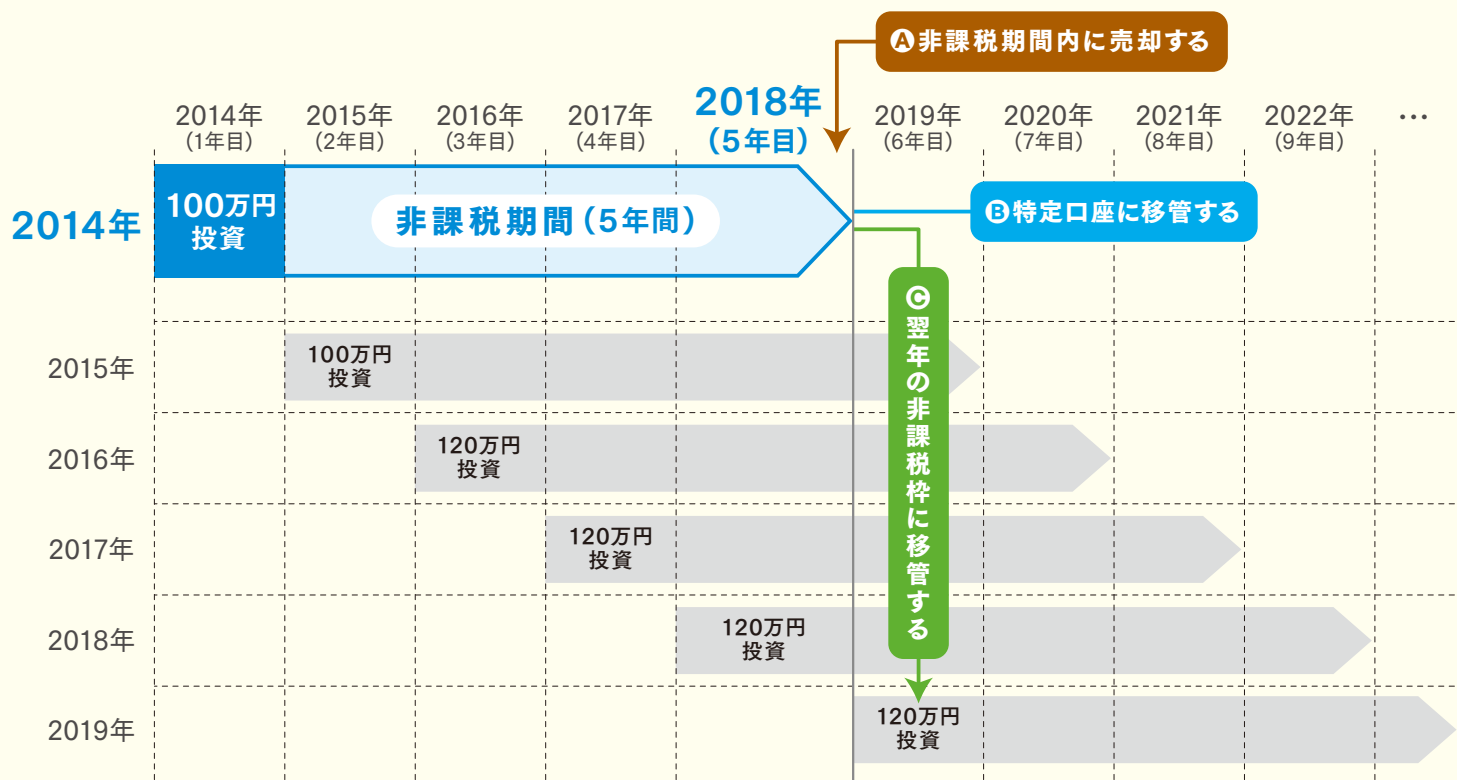 Ⓐ非課税期間内に売却する
2014年
(1年目)
2015年
(2年目)
2016年
(3年目)
2017年
(4年目)
2018年
(5年目)
2019年
(6年目)
2020年
(7年目)
2021年
(8年目)
2022年
(9年目)
…
2014年
100万円
投資
非課税期間(5年間)
Ⓑ特定口座に移管する
Ⓒ翌年の非課税枠に移管する
2015年
100万円
投資
2016年
120万円
投資
2017年
120万円
投資
2018年
120万円
投資
2019年
120万円
投資